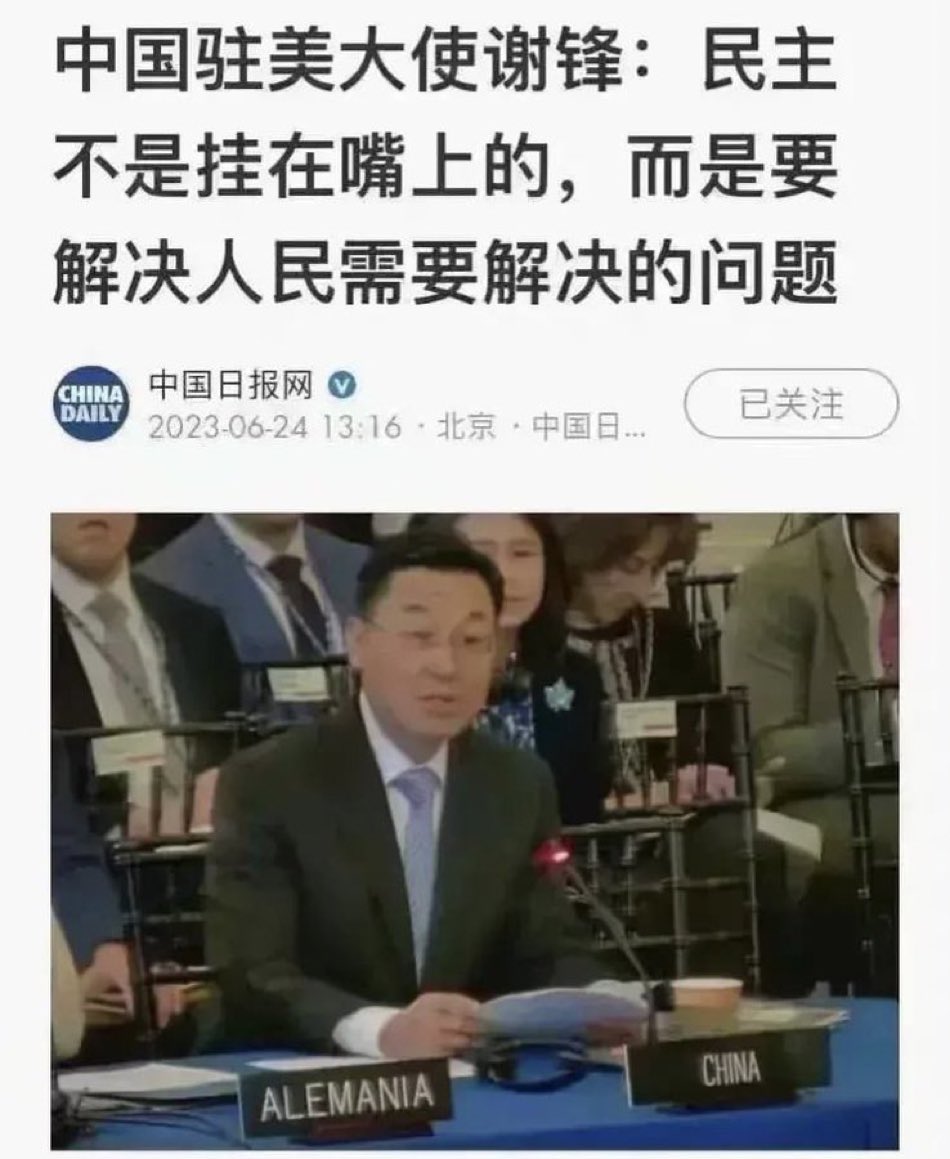 中国驻美大使谢锋：民主
不是挂在嘴上的，而是要
解决人民需要解决的问题
CHINA
DAILY
中国日报网
V
2023-06-24 13:16 · 北京 · 中国日...
已关注
ALEMANIA
CHINA